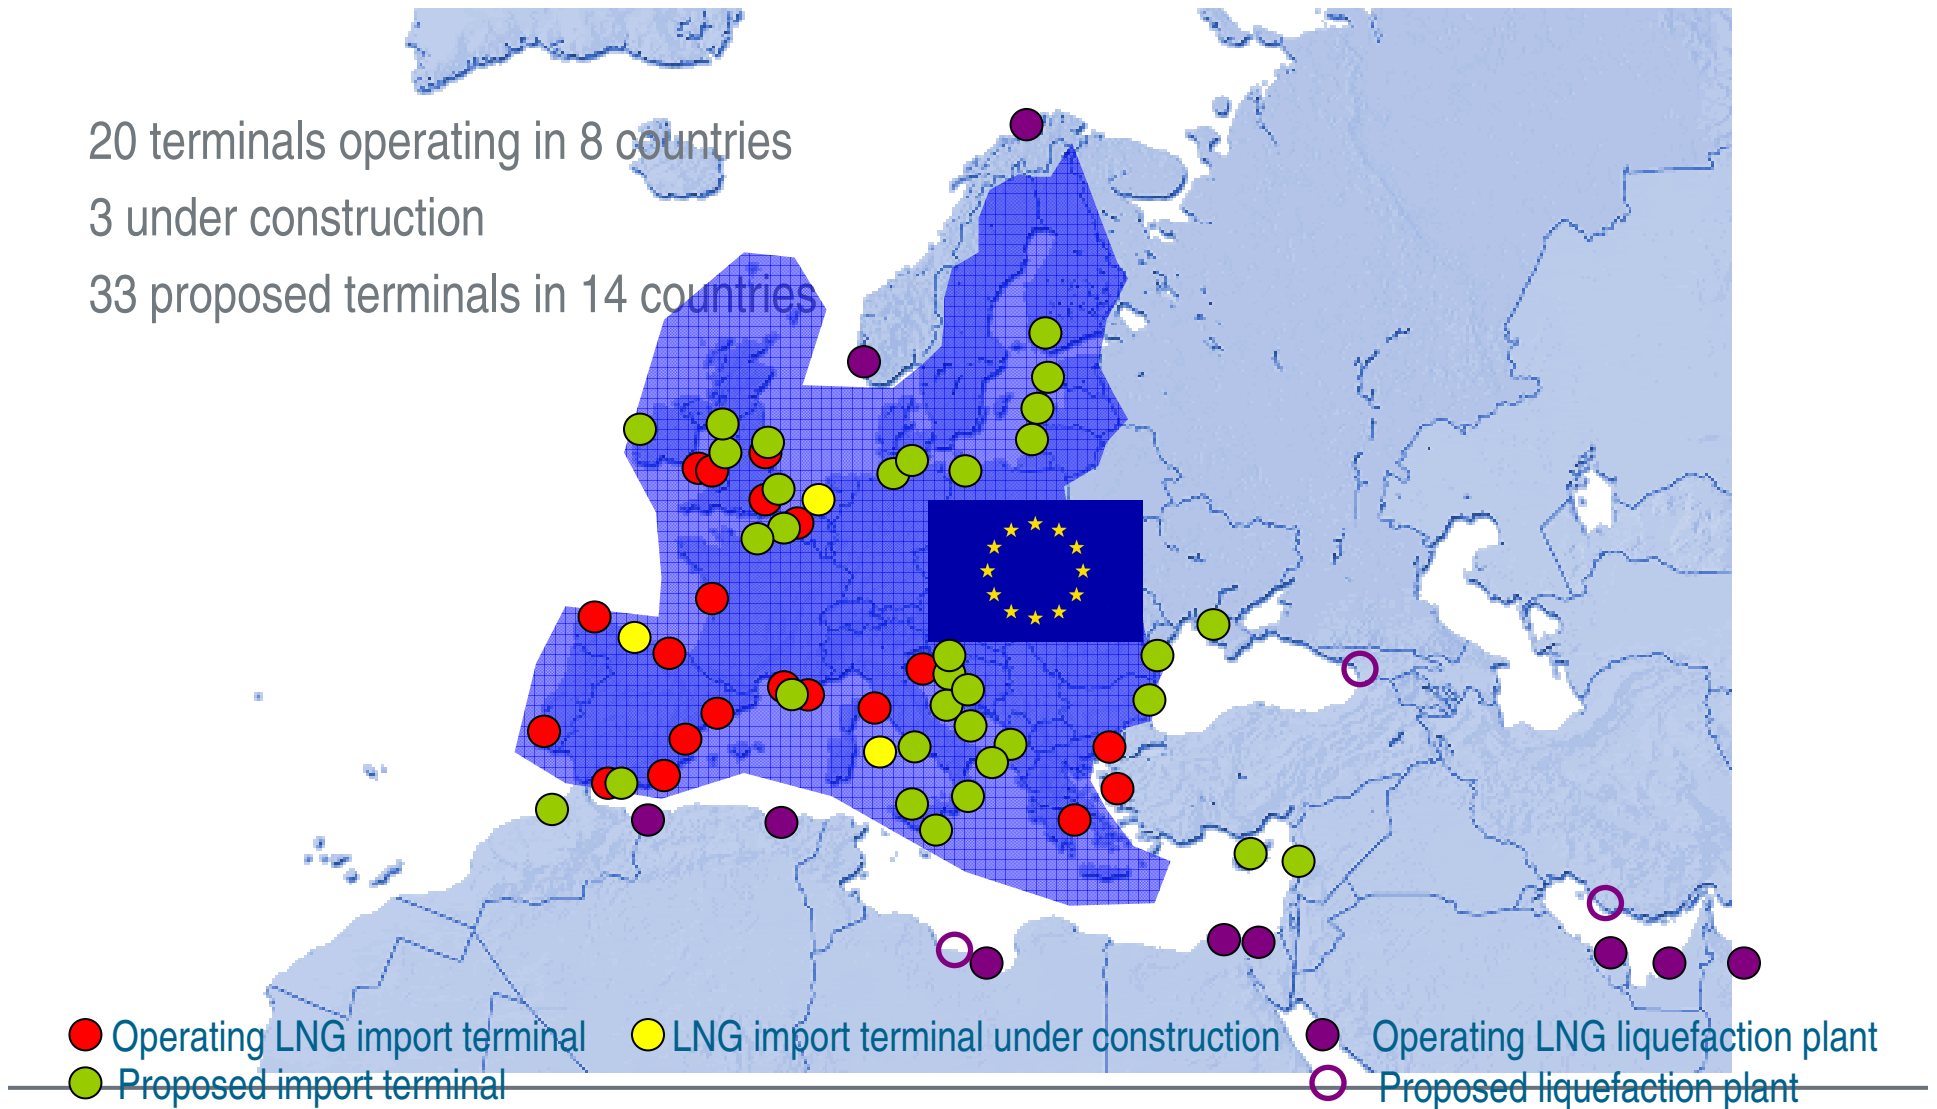 20 terminals operating in 8 countries
3 under construction
33 proposed terminals in 14 countries
Operating LNG import terminal
LNG import terminal under construction
Operating LNG liquefaction plant
Proposed import terminal
Proposed liquefaction plant